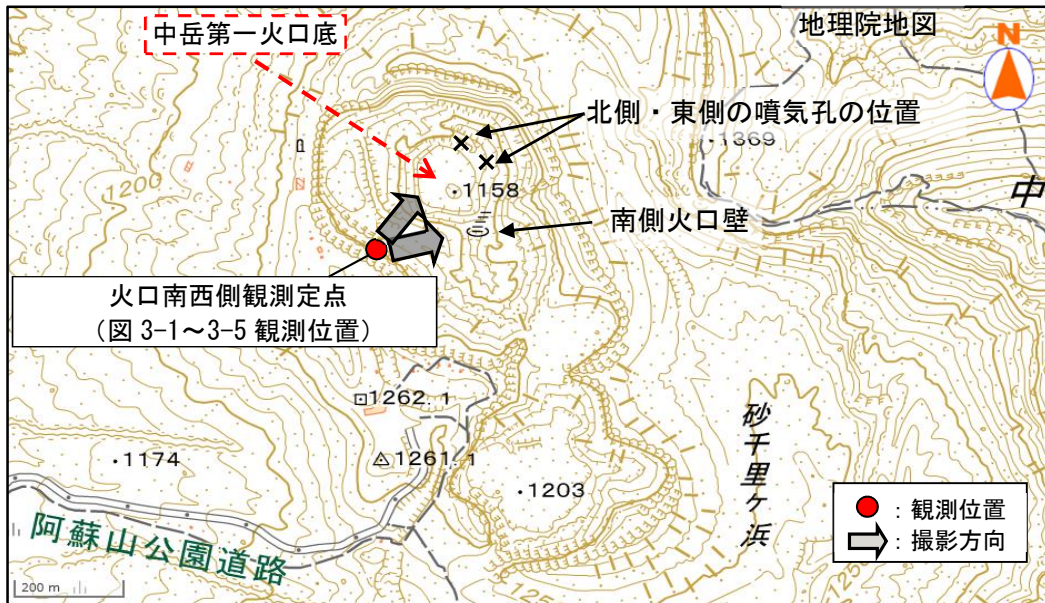 中岳第一火口底
地理院地図
N
北側・東側の噴気孔の位置
1369
1200
1158
中
南側火口壁
火口南西側観測定点
（図 3-1～3-5 観測位置）
1262.1
砂千里ヶ浜
1174
1261.1
1203
阿蘇山公園道路
：観測位置
：撮影方向
200 m
125